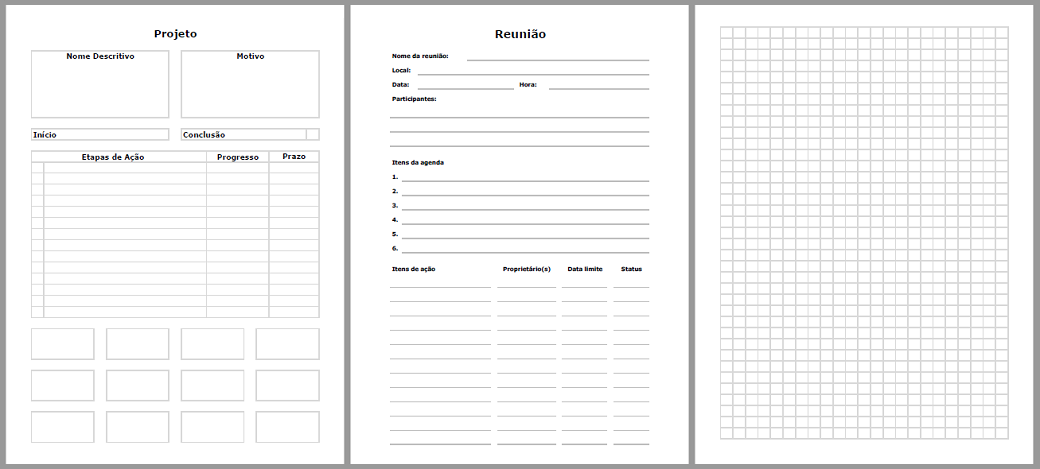 Projeto
Nome Descritivo
Motivo
Início
Conclusão
Etapas de Ação Progresso Prazo
Reunião
Nome da reunião:
Local:
Data: Hora:
Participantes:
Itens da agenda
1.
2.
3.
4.
5.
6.
Itens de ação Proprietário(s) Data limite Status